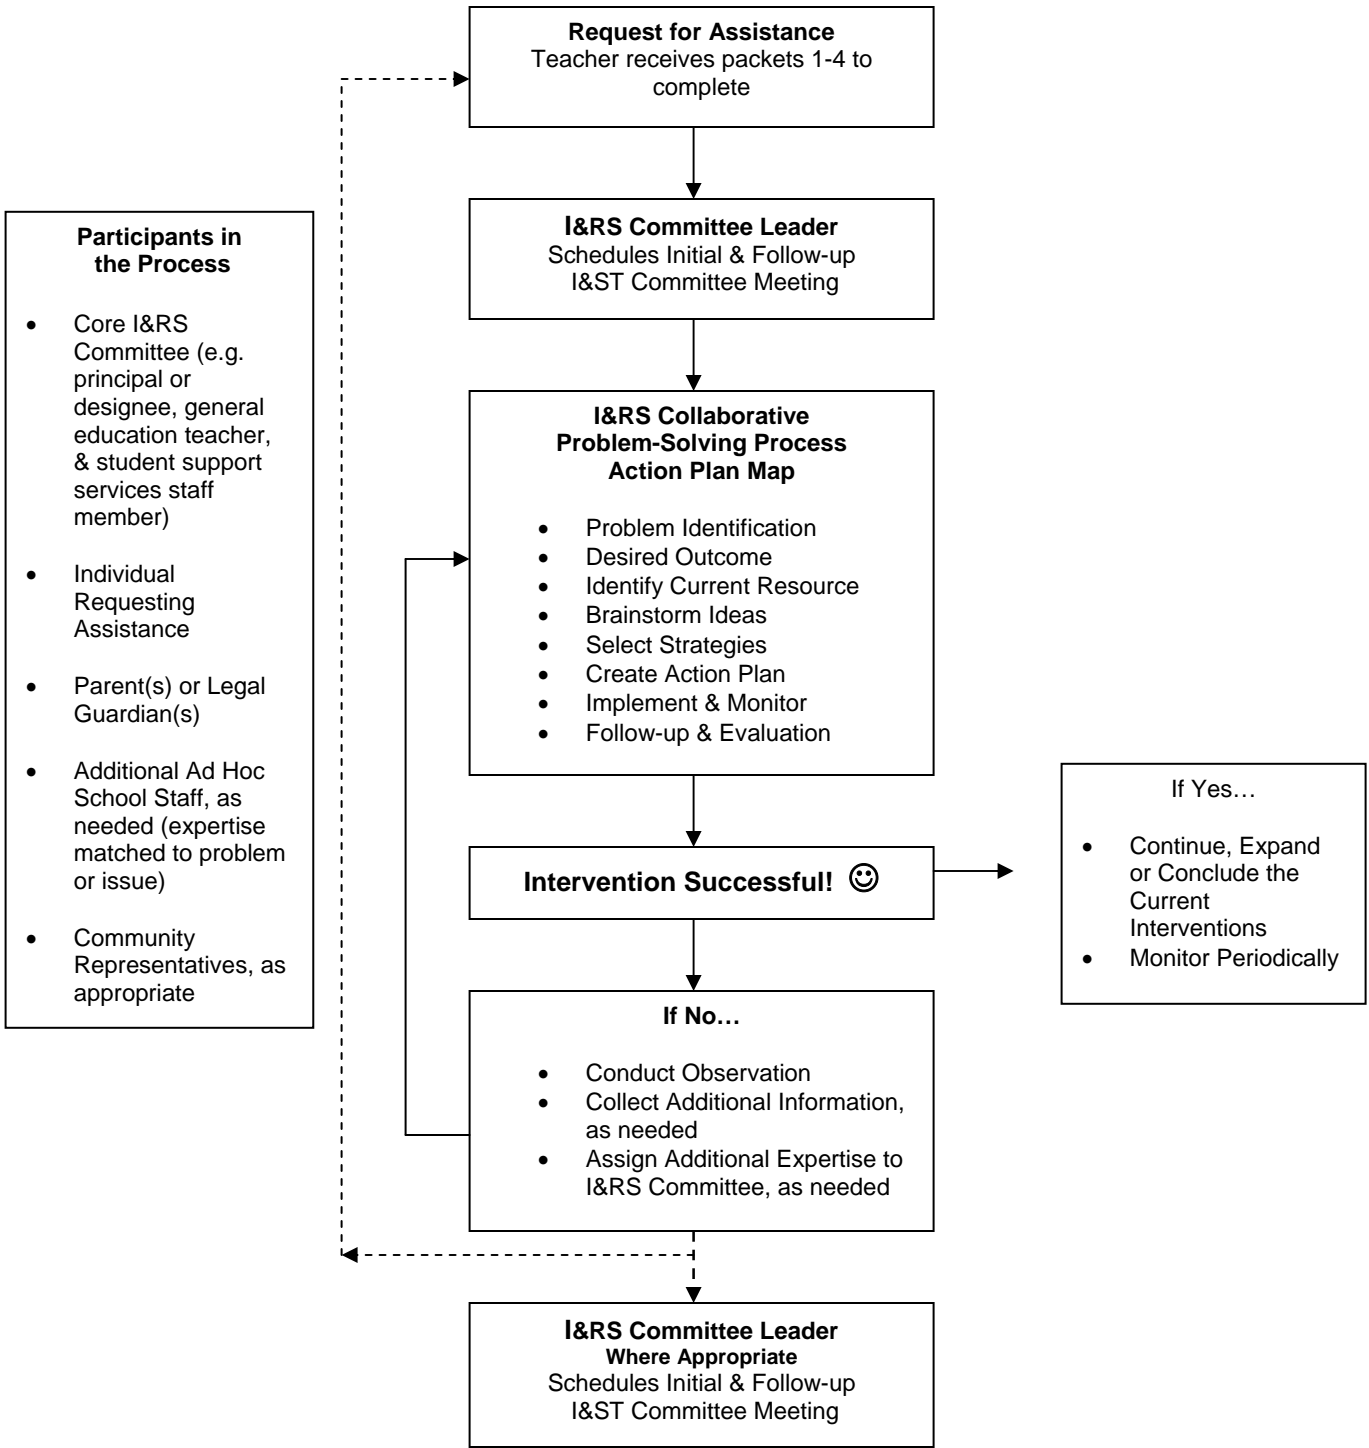 Request for Assistance
Teacher receives packets 1-4 to
complete
I&RS Committee Leader
Schedules Initial & Follow-up
I&ST Committee Meeting
Participants in
the Process
• Core I&RS
Committee (e.g.
principal or
designee, general
education teacher,
& student support
services staff
member)
• Individual
Requesting
Assistance
• Parent(s) or Legal
Guardian(s)
• Additional Ad Hoc
School Staff, as
needed (expertise
matched to problem
or issue)
• Community
Representatives, as
appropriate
I&RS Collaborative
Problem-Solving Process
Action Plan Map
• Problem Identification
• Desired Outcome
• Identify Current Resource
• Brainstorm Ideas
• Select Strategies
• Create Action Plan
• Implement & Monitor
• Follow-up & Evaluation
Intervention Successful! ☺
If Yes…
• Continue, Expand
or Conclude the
Current
Interventions
• Monitor Periodically
If No…
• Conduct Observation
• Collect Additional Information,
as needed
• Assign Additional Expertise to
I&RS Committee, as needed
I&RS Committee Leader
Where Appropriate
Schedules Initial & Follow-up
I&ST Committee Meeting